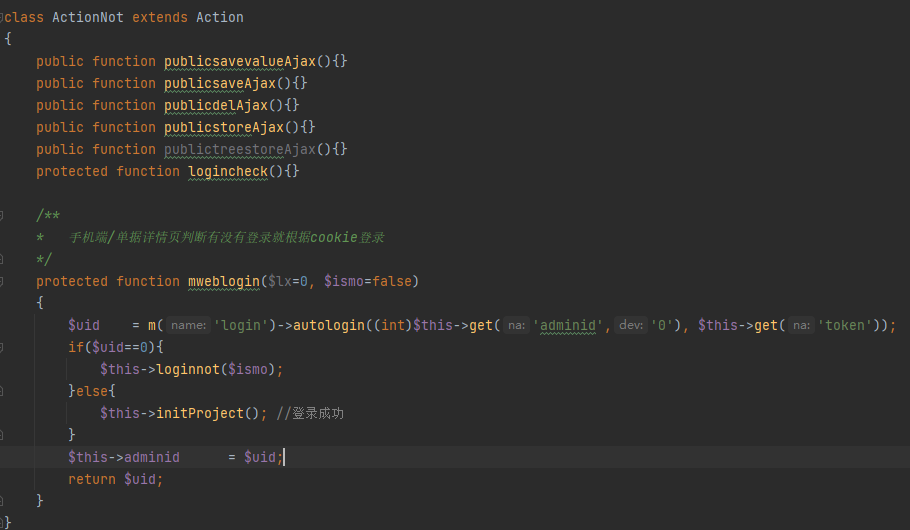 class ActionNot extends Action
{
    public function publicsavevalueAjax(){}
    public function publicsaveAjax(){}
    public function publicdelAjax(){}
    public function publicstoreAjax(){}
    public function publictreestoreAjax(){}
    protected function logincheck(){}

    /**
    *   手机端/单据详情页判断有没有登录就根据cookie登录
    */
    protected function mweblogin($lx=0, $ismo=false)
    {
        $uid    = m( name: 'login')->autologin((int)$this->get( na: 'adminid', dev: '0'), $this->get( na: 'token'));
        if($uid==0){
            $this->loginnot($ismo);
        }else{
            $this->initProject(); //登录成功
        }
        $this->adminid      = $uid;
        return $uid;
    }
}